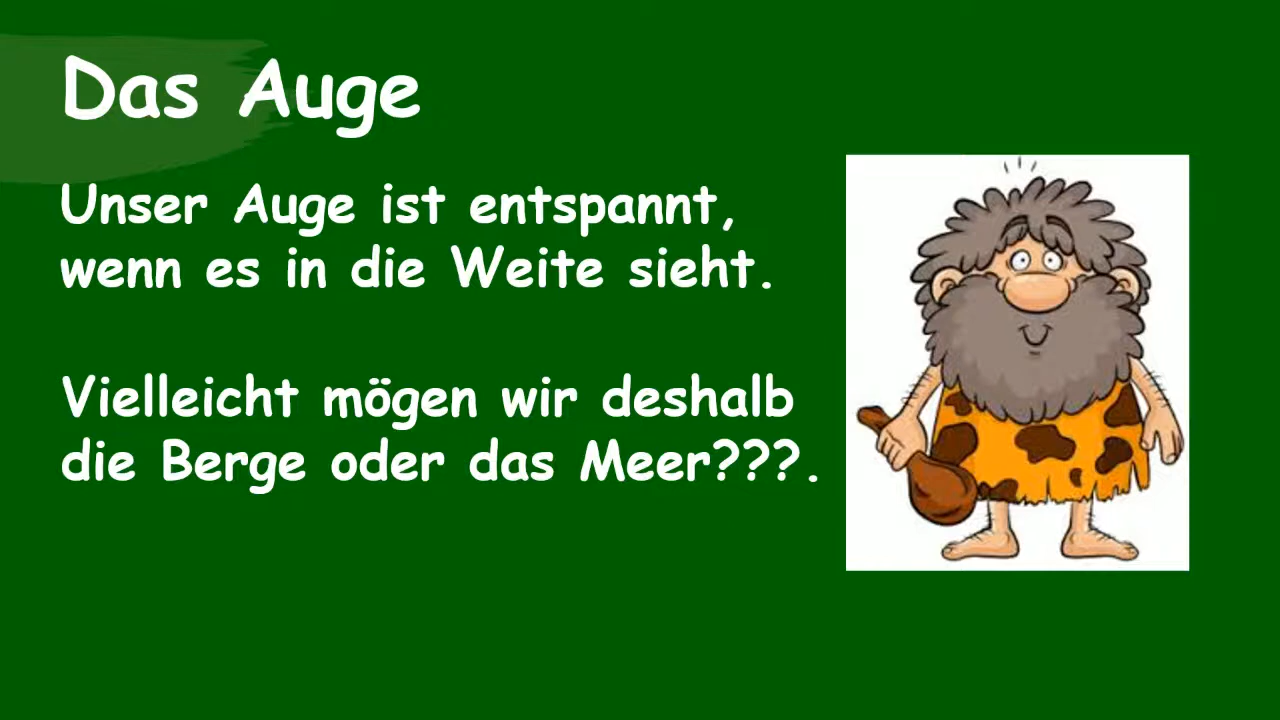 Das Auge
Unser Auge ist entspannt,
wenn es in die Weite sieht.
Vielleicht mögen wir deshalb
die Berge oder das Meer???.